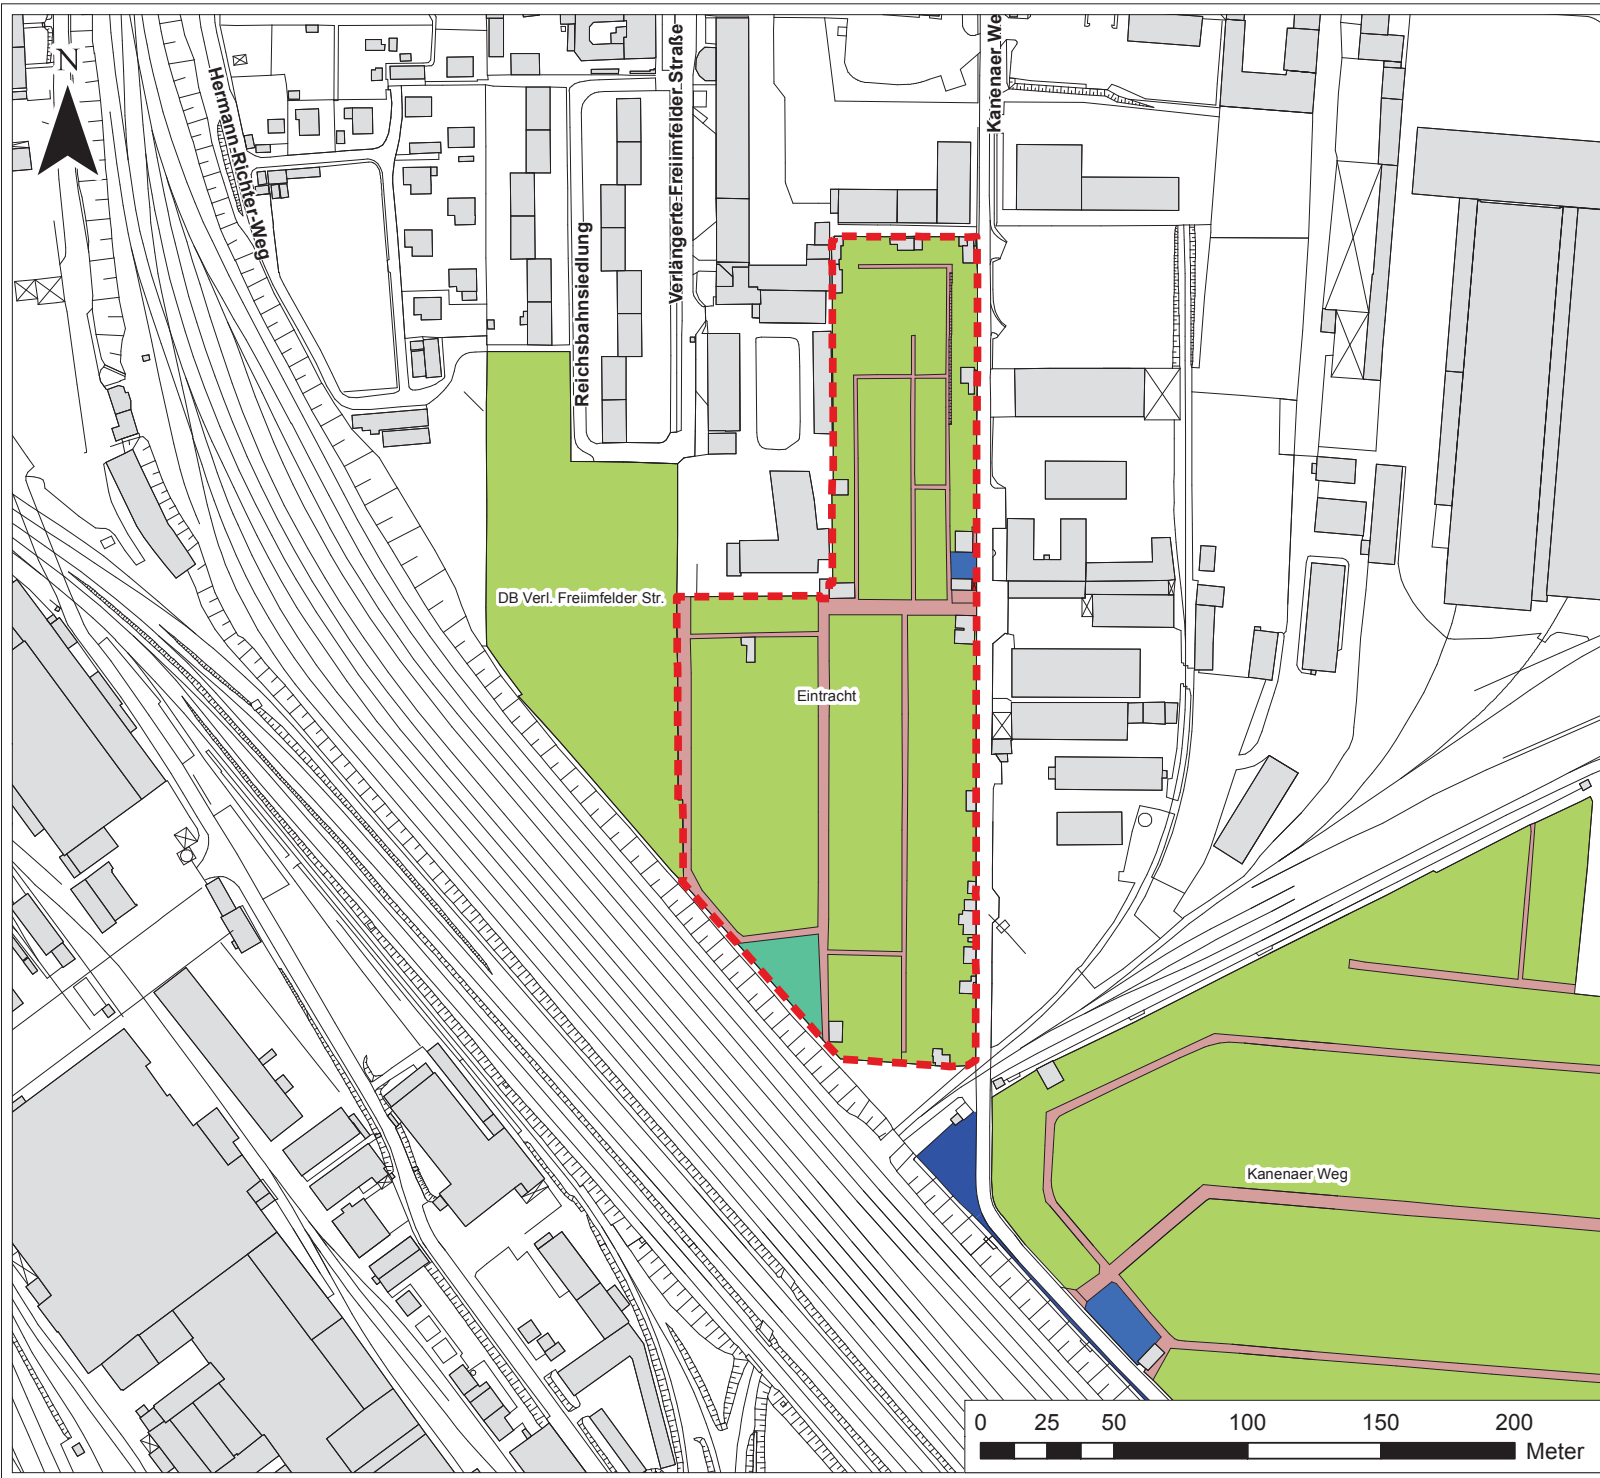 N
Hermann-Richter-Weg
Reichsbahnsiedlung
Verlängerte-Freiimfelder-Straße
Kanenaer We
DB Verl. Freiimfelder Str.
Eintracht
Kanenaer Weg
0 25 50 100 150 200
Meter